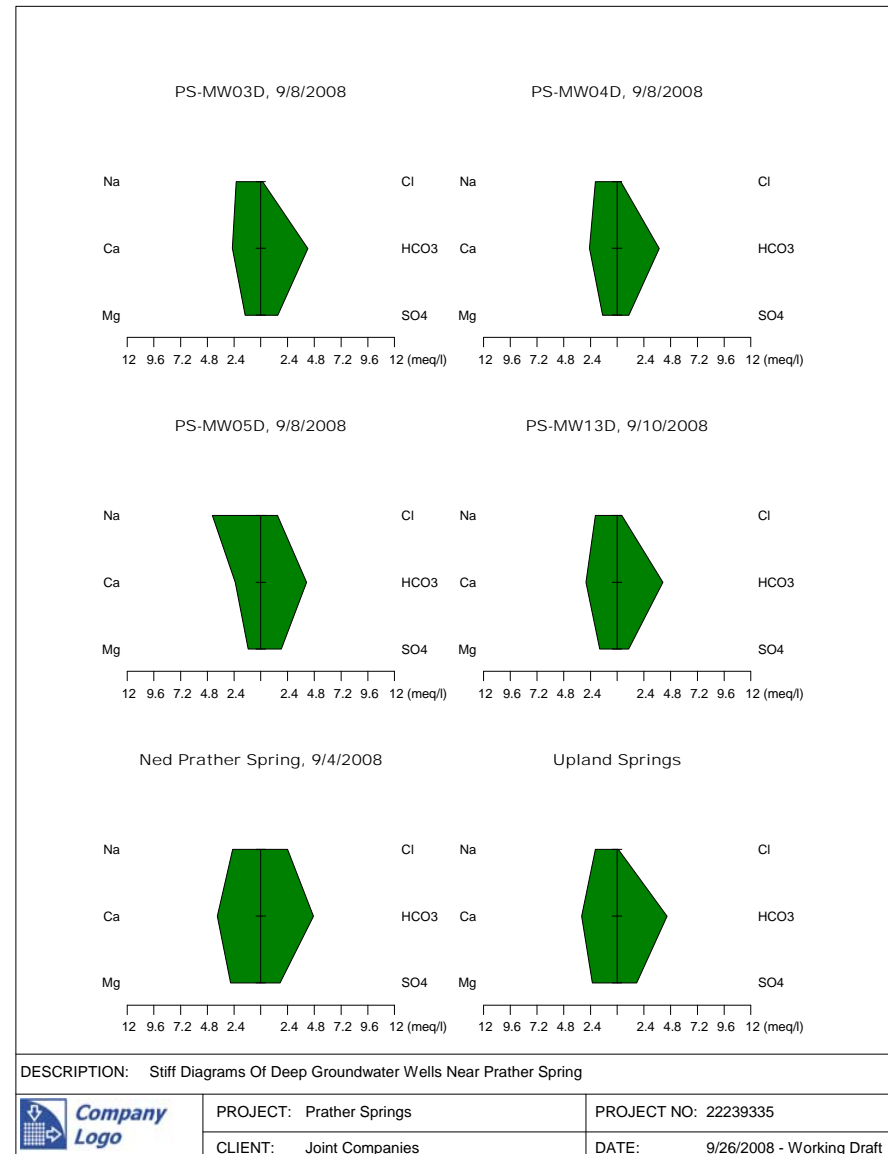 PS-MW03D, 9/8/2008
Na Cl
Ca HCO3
Mg SO4
12 9.6 7.2 4.8 2.4 2.4 4.8 7.2 9.6 12 (meq/l)
PS-MW04D, 9/8/2008
Na Cl
Ca HCO3
Mg SO4
12 9.6 7.2 4.8 2.4 2.4 4.8 7.2 9.6 12 (meq/l)
PS-MW05D, 9/8/2008
Na Cl
Ca HCO3
Mg SO4
12 9.6 7.2 4.8 2.4 2.4 4.8 7.2 9.6 12 (meq/l)
PS-MW13D, 9/10/2008
Na Cl
Ca HCO3
Mg SO4
12 9.6 7.2 4.8 2.4 2.4 4.8 7.2 9.6 12 (meq/l)
Ned Prather Spring, 9/4/2008
Na Cl
Ca HCO3
Mg SO4
12 9.6 7.2 4.8 2.4 2.4 4.8 7.2 9.6 12 (meq/l)
Upland Springs
Na Cl
Ca HCO3
Mg SO4
12 9.6 7.2 4.8 2.4 2.4 4.8 7.2 9.6 12 (meq/l)
DESCRIPTION: Stiff Diagrams Of Deep Groundwater Wells Near Prather Spring
Company
Logo
PROJECT: Prather Springs
PROJECT NO: 22239335
CLIENT: Joint Companies
DATE: 9/26/2008 - Working Draft